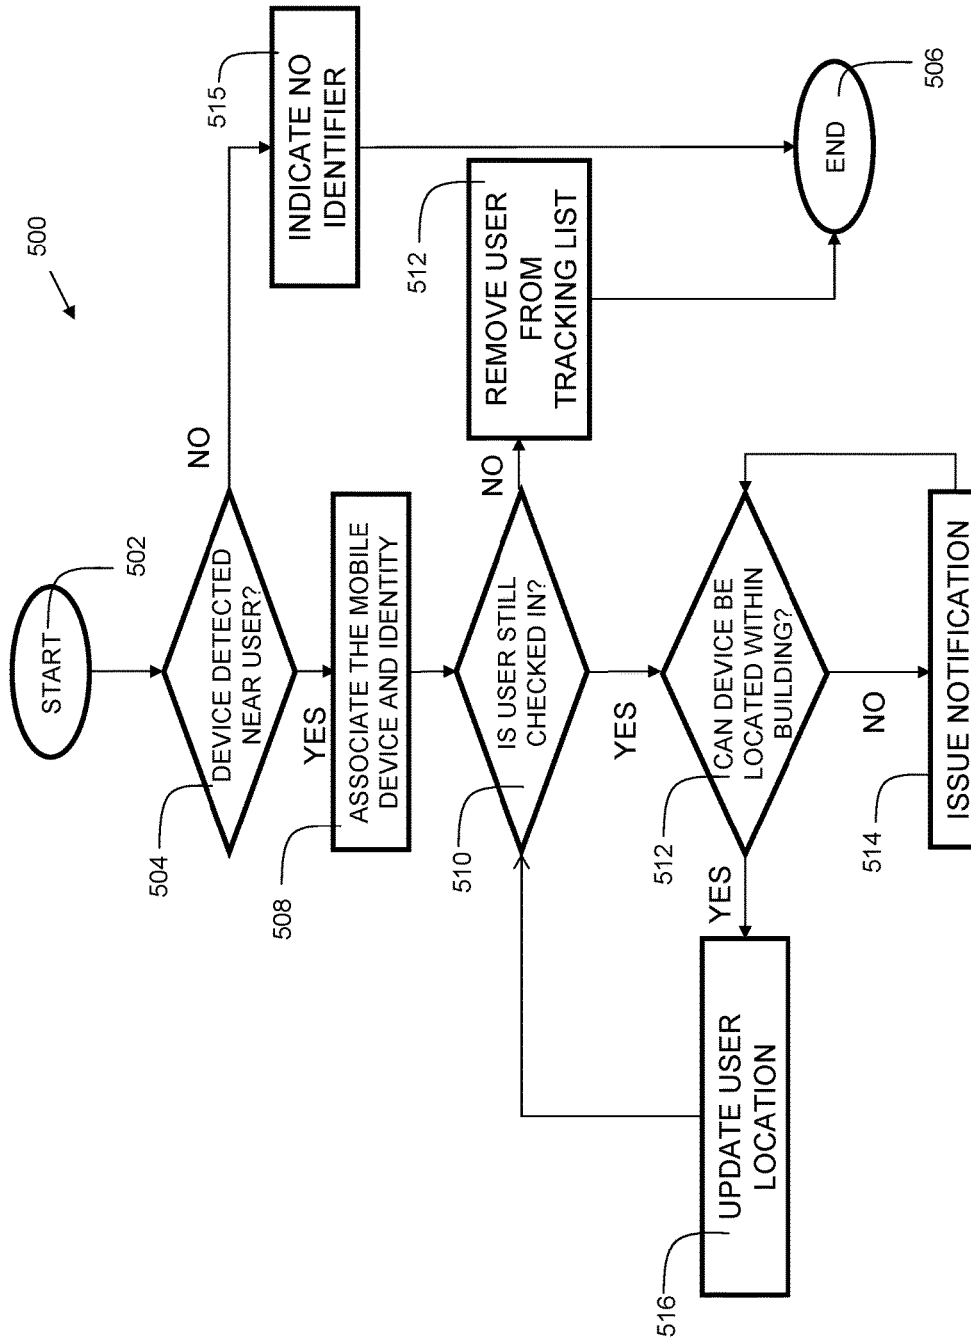 500
START
502
DEVICE DETECTED
NEAR USER?
504
NO
INDICATE NO
IDENTIFIER
515
YES
ASSOCIATE THE MOBILE
DEVICE AND IDENTITY
508
IS USER STILL
CHECKED IN?
510
NO
REMOVE USER
FROM
TRACKING LIST
512
YES
CAN DEVICE BE
LOCATED WITHIN
BUILDING?
512
YES
UPDATE USER
LOCATION
516
NO
ISSUE NOTIFICATION
514
END
506